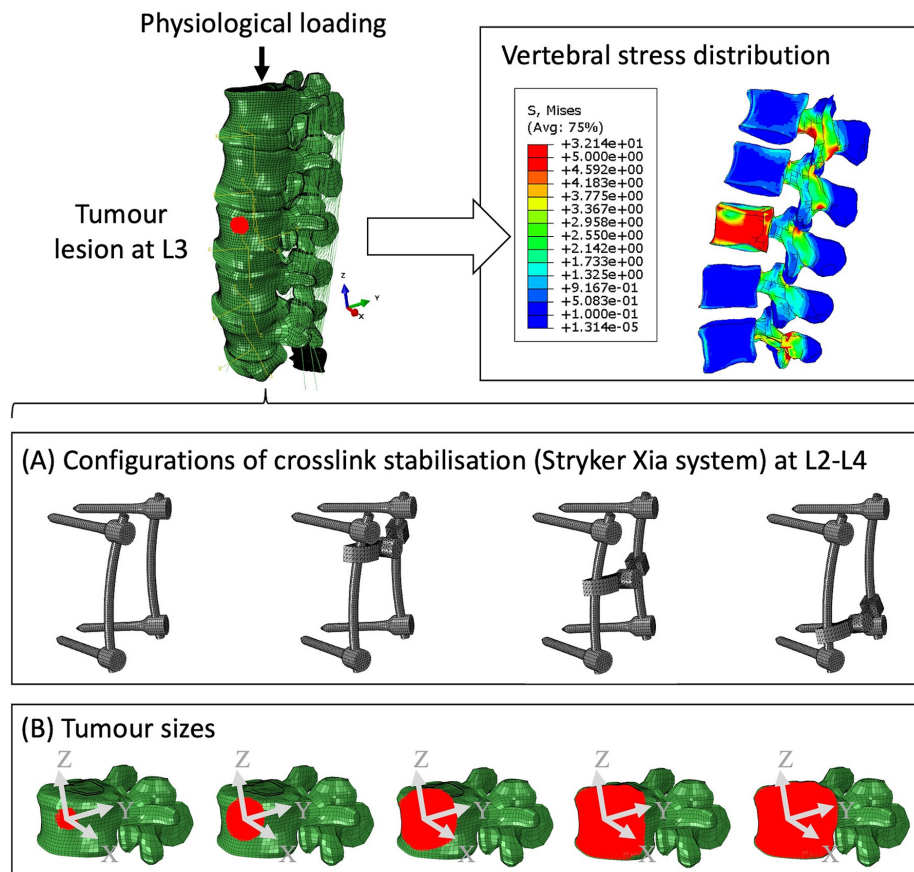 Physiological loading
Vertebral stress distribution
S, Mises
(Avg: 75%)
+3.214e+01
+5.000e+00
+4.592e+00
+4.183e+00
+3.775e+00
+3.367e+00
+2.958e+00
+2.550e+00
+2.142e+00
+1.733e+00
+1.325e+00
+9.167e-01
+5.083e-01
+1.000e-01
+1.314e-05
Tumour
lesion at L3
Z
Y
X
(A) Configurations of crosslink stabilisation (Stryker Xia system) at L2-L4
(B) Tumour sizes
Z Z Z Z Z
Y Y Y Y Y
X X X X X